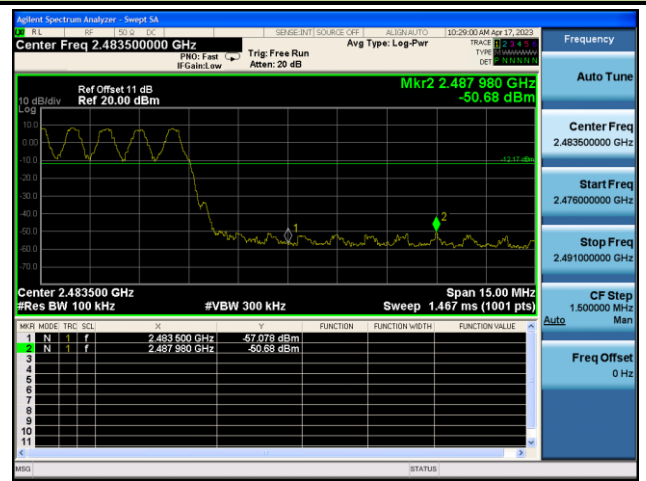 Agilent Spectrum Analyzer - Swept SA
RL RF 50 Ω DC SENSE:INT SOURCE OFF ALIGN AUTO 10:29:00 AM Apr 17, 2023
Center Freq 2.483500000 GHz
PNO: Fast
IFGain:Low
Trig: Free Run
Atten: 20 dB
Avg Type: Log-Pwr
TRACE 1 2 3 4 5 6
TYPE
DET P N N N N N
Ref Offset 11 dB
10 dB/div Ref 20.00 dBm
Log
Mkr2 2.487 980 GHz
-50.68 dBm
10.0
0.00
-10.0
-12.17 dBm
-20.0
-30.0
-40.0
-50.0
-60.0
-70.0
1
2
Center 2.483500 GHz Span 15.00 MHz
#Res BW 100 kHz #VBW 300 kHz Sweep 1.467 ms (1001 pts)
MKR MODE TRC SCL X Y FUNCTION FUNCTION WIDTH FUNCTION VALUE
1 N 1 f 2.483 500 GHz -57.078 dBm
2 N 1 f 2.487 980 GHz -50.68 dBm
3
4
5
6
7
8
9
10
11
MSG STATUS
Frequency
Auto Tune
Center Freq
2.483500000 GHz
Start Freq
2.476000000 GHz
Stop Freq
2.491000000 GHz
CF Step
1.500000 MHz
Auto Man
Freq Offset
0 Hz